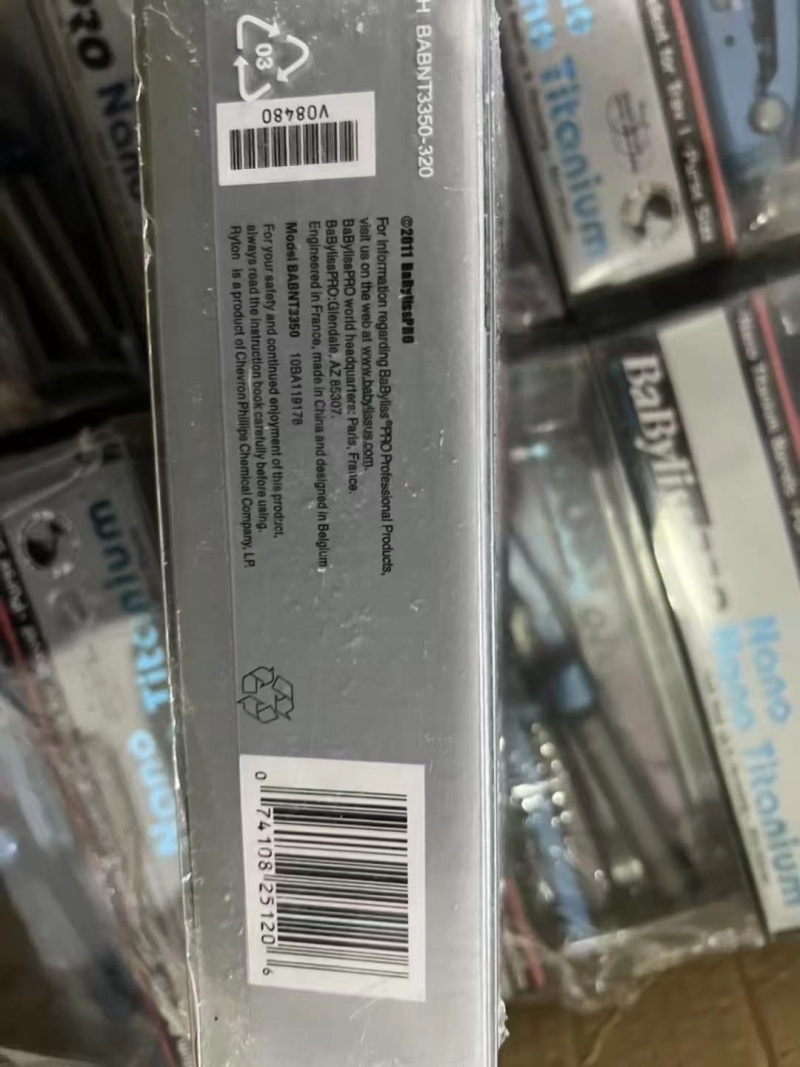 H BABNT3350-320
03
V08480
©2011 BaBylissPRO
For information regarding BaByliss®PRO Professional Products,
visit us on the web at www.babylissus.com.
BaBylissPRO world headquarters: Paris, France.
BaBylissPRO:Glendale, AZ 85307.
Engineered in France, made in China and designed in Belgium
Model BABNT3350 10BA119178
For your safety and continued enjoyment of this product,
always read the instruction book carefully before using.
Ryton is a product of Chevron Phillips Chemical Company, LP.
0 74108 25120 6
Nano
Titanium
Nano
Nano Titanium
Nano
Titanium